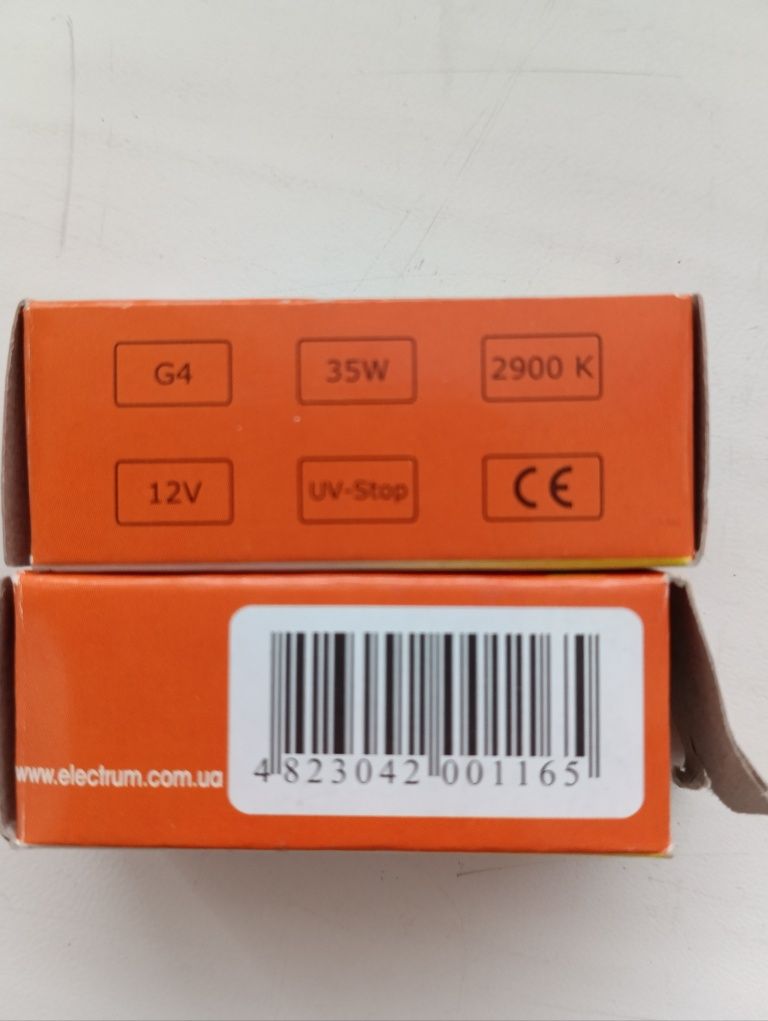 G4 35W 2900 K
12V UV-Stop CE
www.electrum.com.ua
4 823042 001165